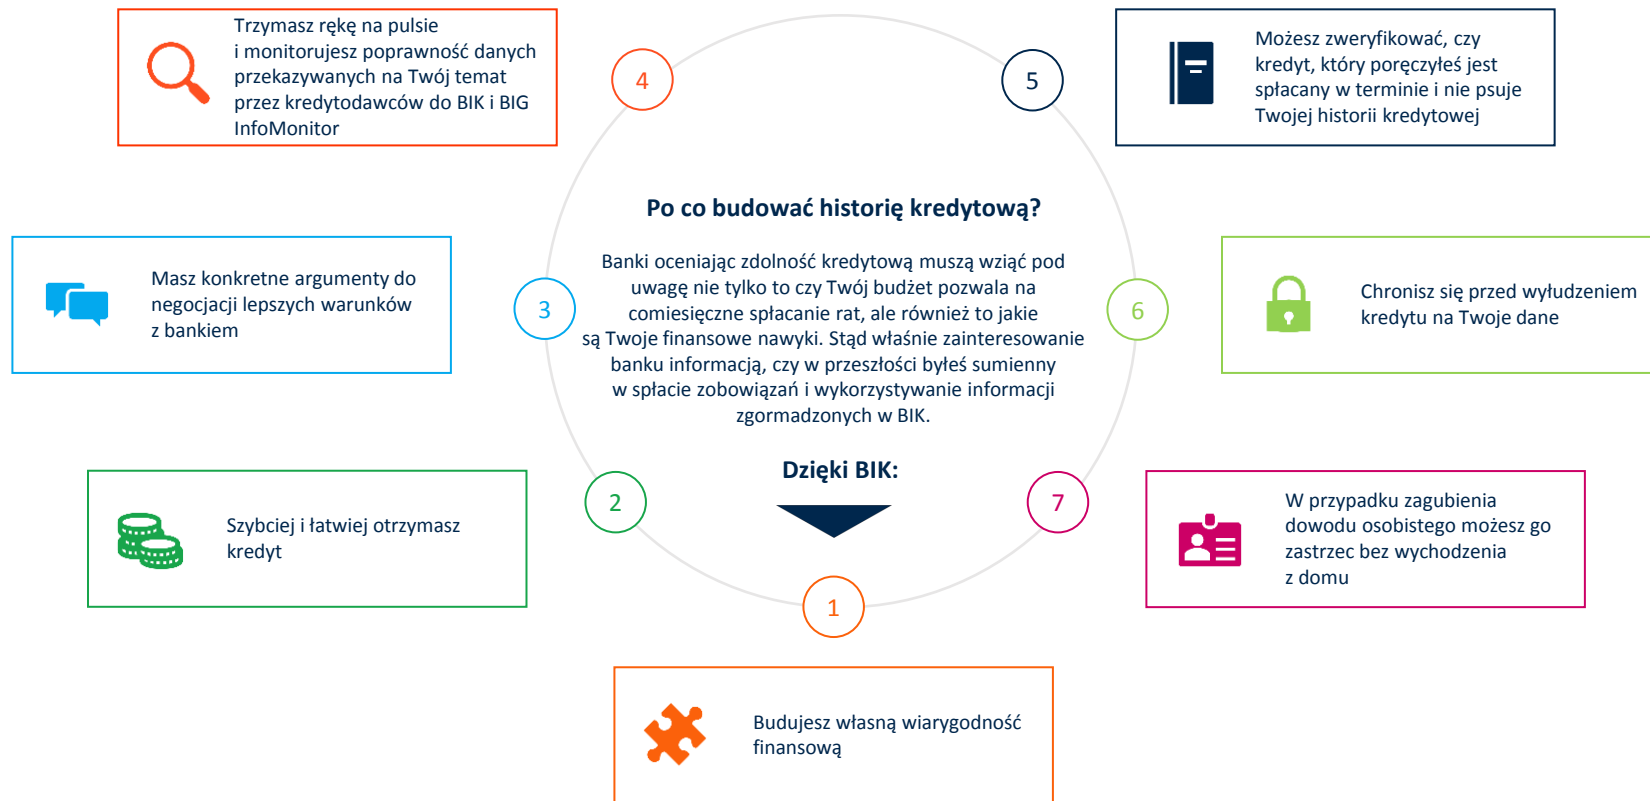 Trzymasz rękę na pulsie
i monitorujesz poprawność danych
przekazywanych na Twój temat
przez kredytodawców do BIK i BIG
InfoMonitor
4
5
Możesz zweryfikować, czy
kredyt, który poręczyłeś jest
spłacany w terminie i nie psuje
Twojej historii kredytowej
Po co budować historię kredytową?
Banki oceniając zdolność kredytową muszą wziąć pod
uwagę nie tylko to czy Twój budżet pozwala na
comiesięczne spłacanie rat, ale również to jakie
są Twoje finansowe nawyki. Stąd właśnie zainteresowanie
banku informacją, czy w przeszłości byłeś sumienny
w spłacie zobowiązań i wykorzystywanie informacji
zgormadzonych w BIK.
Masz konkretne argumenty do
negocjacji lepszych warunków
z bankiem
3
6
Chronisz się przed wyłudzeniem
kredytu na Twoje dane
Dzięki BIK:
Szybciej i łatwiej otrzymasz
kredyt
2
7
W przypadku zagubienia
dowodu osobistego możesz go
zastrzec bez wychodzenia
z domu
1
Budujesz własną wiarygodność
finansową